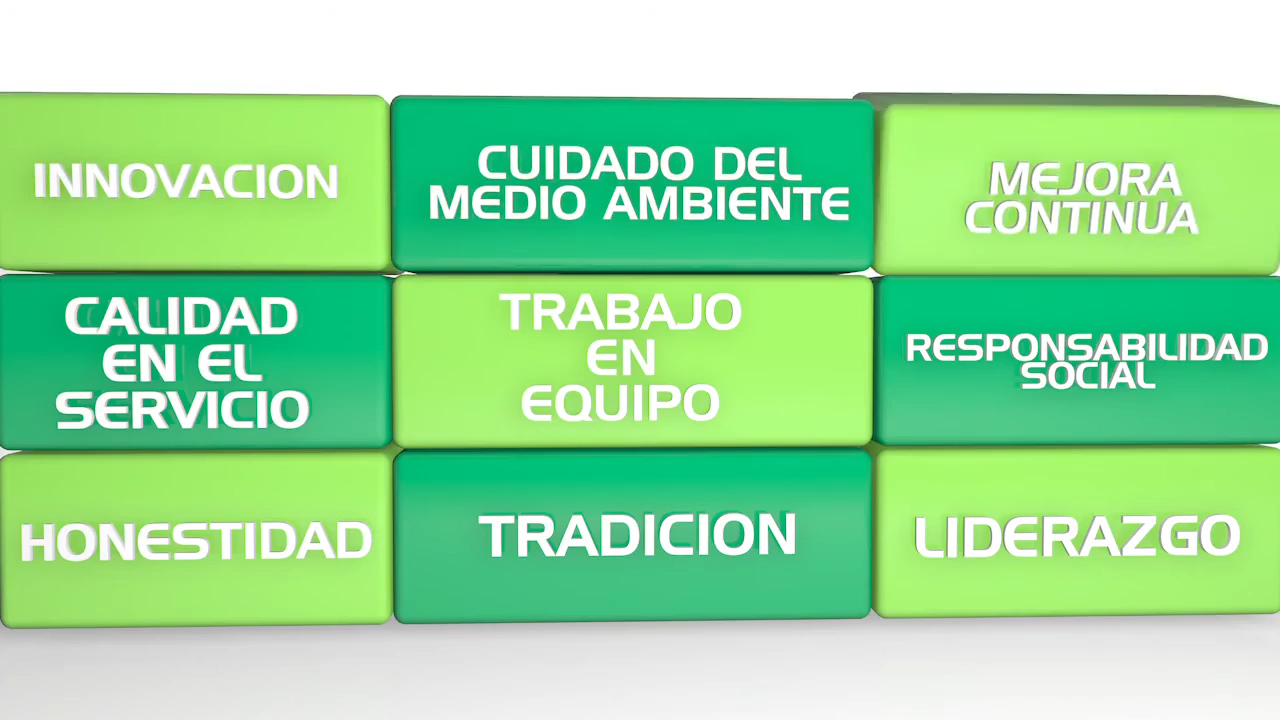 INNOVACION
CUIDADO DEL
MEDIO AMBIENTE
MEJORA
CONTINUA
CALIDAD
EN EL
SERVICIO
TRABAJO
EN
EQUIPO
RESPONSABILIDAD
SOCIAL
HONESTIDAD
TRADICION
LIDERAZGO